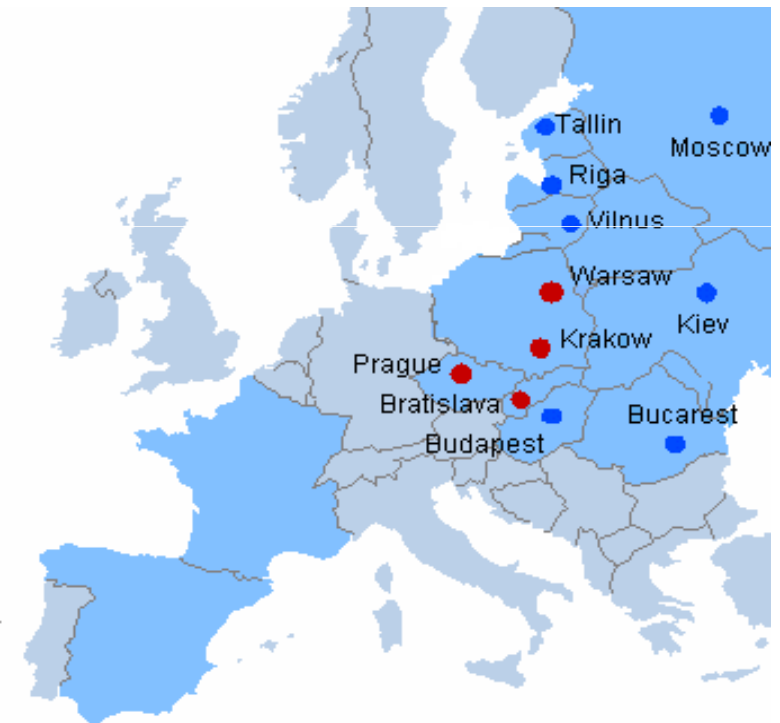 Tallin
Moscow
Riga
Vilnus
Warsaw
Kiev
Krakow
Prague
Bratislava
Bucarest
Budapest